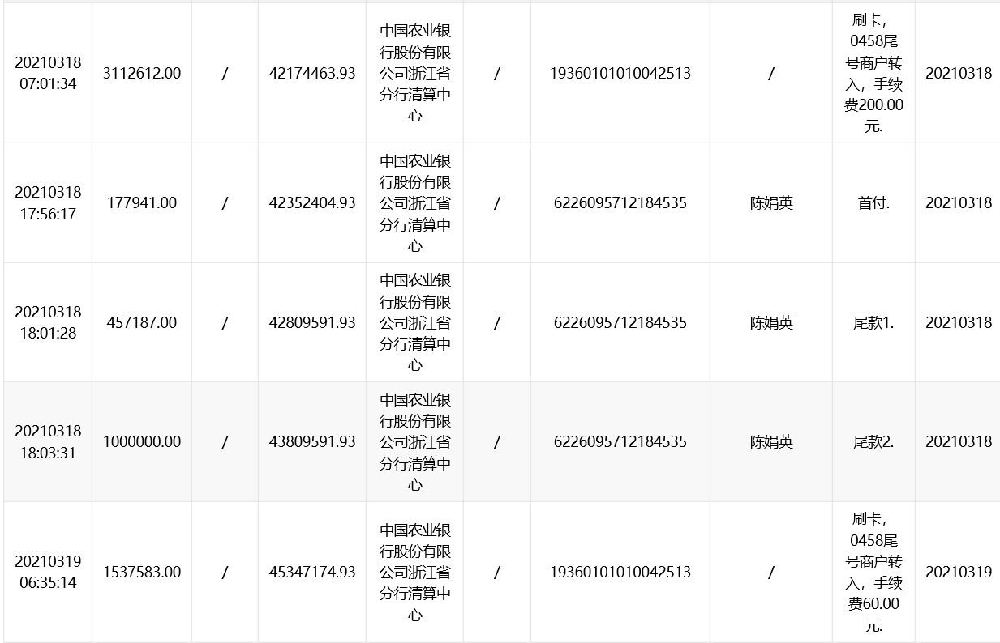 20210318 07:01:34 3112612.00 / 42174463.93 中国农业银行股份有限公司浙江省分行清算中心 / 19360101010042513 / 刷卡，0458尾号商户转入，手续费200.00元. 20210318
20210318 17:56:17 177941.00 / 42352404.93 中国农业银行股份有限公司浙江省分行清算中心 / 6226095712184535 陈娟英 首付. 20210318
20210318 18:01:28 457187.00 / 42809591.93 中国农业银行股份有限公司浙江省分行清算中心 / 6226095712184535 陈娟英 尾款1. 20210318
20210318 18:03:31 1000000.00 / 43809591.93 中国农业银行股份有限公司浙江省分行清算中心 / 6226095712184535 陈娟英 尾款2. 20210318
20210319 06:35:14 1537583.00 / 45347174.93 中国农业银行股份有限公司浙江省分行清算中心 / 19360101010042513 / 刷卡，0458尾号商户转入，手续费60.00元. 20210319